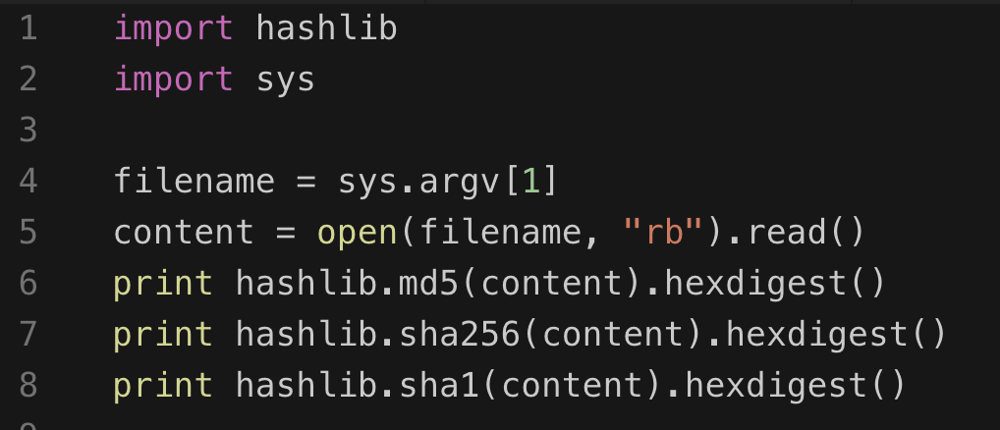 1 import hashlib
2 import sys
3
4 filename = sys.argv[1]
5 content = open(filename, "rb").read()
6 print hashlib.md5(content).hexdigest()
7 print hashlib.sha256(content).hexdigest()
8 print hashlib.sha1(content).hexdigest()